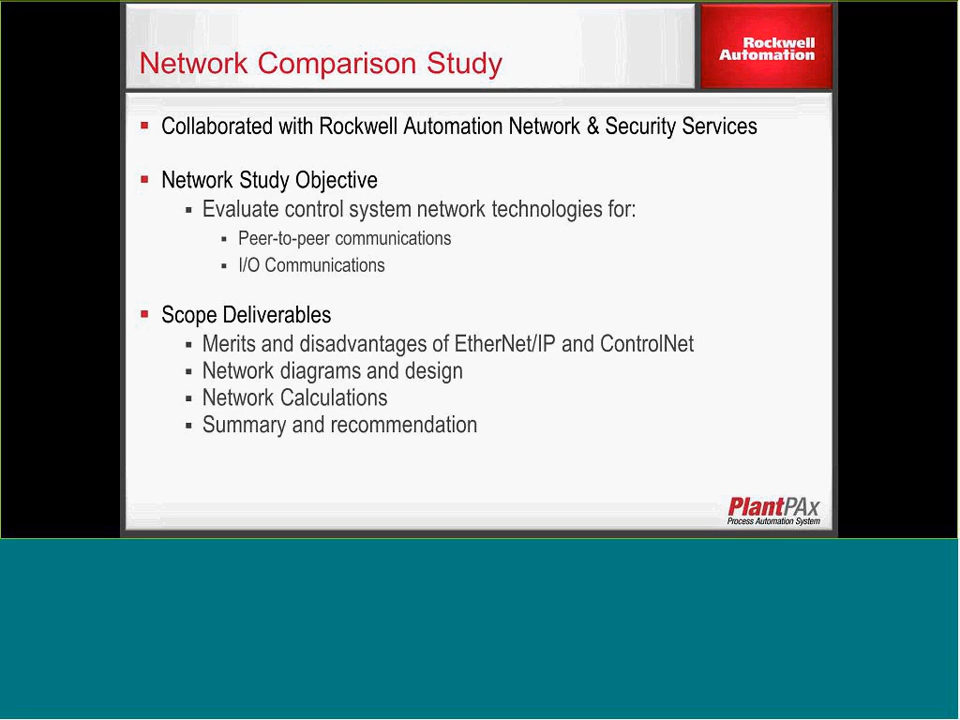 Network Comparison Study
Rockwell
Automation
▪ Collaborated with Rockwell Automation Network & Security Services
▪ Network Study Objective
▪ Evaluate control system network technologies for:
▪ Peer-to-peer communications
▪ I/O Communications
▪ Scope Deliverables
▪ Merits and disadvantages of EtherNet/IP and ControlNet
▪ Network diagrams and design
▪ Network Calculations
▪ Summary and recommendation
PlantPAx
Process Automation System